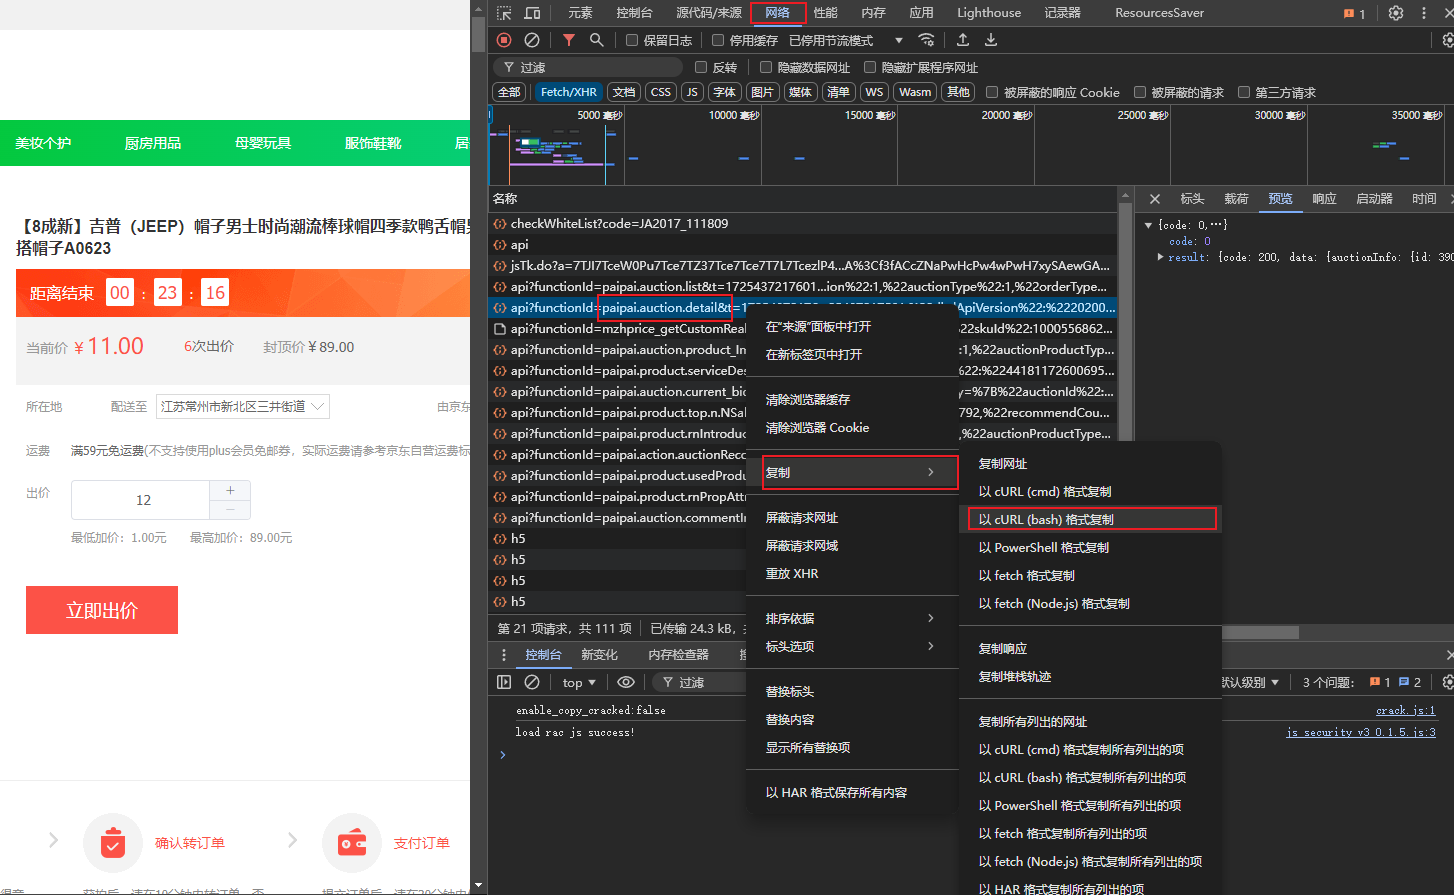 美妆个护
厨房用品
母婴玩具
服饰鞋靴
【8成新】吉普（JEEP）帽子男士时尚潮流棒球帽四季款鸭舌帽
搭帽子A0623
距离结束 00 : 23 : 16
当前价 ¥ 11.00 6次出价 封顶价 ¥ 89.00
所在地 配送至 江苏常州市新北区三井街道 由京东
运费 满59元免运费(不支持使用plus会员免邮券，实际运费请参考京东自营运费标
出价 12 + −
最低加价：1.00元 最高加价：89.00元
立即出价
确认转订单
支付订单
元素 控制台 源代码/来源 网络 性能 内存 应用 Lighthouse 记录器 ResourcesSaver 1
保留日志 停用缓存 已停用节流模式
过滤 反转 隐藏数据网址 隐藏扩展程序网址
全部 Fetch/XHR 文档 CSS JS 字体 图片 媒体 清单 WS Wasm 其他 被屏蔽的响应 Cookie 被屏蔽的请求 第三方请求
5000 毫秒 10000 毫秒 15000 毫秒 20000 毫秒 25000 毫秒 30000 毫秒 35000 毫秒
名称
checkWhiteList?code=JA2017_111809
api
jsTk.do?a=7TJI7TceW0Pu7Tce7TZ37Tce7Tce7T7L7TcezlP4...A%3Cf3fACcZNaPwHcPw4wPwH7xySAewGA...
api?functionId=paipai.auction.list&t=1725437217601...ion%22:1,%22auctionType%22:1,%22orderType...
api?functionId=paipai.auction.detail&t=
ApiVersion%22:%2220200...
api?functionId=mzhprice_getCustomReal
%22skuId%22:1000556862...
api?functionId=paipai.auction.product_In
:1,%22auctionProductTyp...
api?functionId=paipai.product.serviceDes
%22:%22441811726006 95...
api?functionId=paipai.auction.current_bid
y=%7B%22auctionId%22:...
api?functionId=paipai.product.top.n.NSal
792,%22recommendCou...
api?functionId=paipai.product.rnIntroduc
,%22auctionProductType...
api?functionId=paipai.action.auctionReco
api?functionId=paipai.product.usedProdu
api?functionId=paipai.product.rnPropAttr
api?functionId=paipai.auction.commentIn
h5
h5
h5
h5
第 21 项请求，共 111 项 已传输 24.3 kB，
标头 载荷 预览 响应 启动器 时间
{code: 0,…}
code: 0
result: {code: 200, data: {auctionInfo: {id: 390
在“来源”面板中打开
在新标签页中打开
清除浏览器缓存
清除浏览器 Cookie
复制
屏蔽请求网址
屏蔽请求网域
重放 XHR
排序依据
标头选项
替换标头
替换内容
显示所有替换项
以 HAR 格式保存所有内容
复制网址
以 cURL (cmd) 格式复制
以 cURL (bash) 格式复制
以 PowerShell 格式复制
以 fetch 格式复制
以 fetch (Node.js) 格式复制
复制响应
复制堆栈轨迹
复制所有列出的网址
以 cURL (cmd) 格式复制所有列出的项
以 cURL (bash) 格式复制所有列出的项
以 PowerShell 格式复制所有列出的项
以 fetch 格式复制所有列出的项
以 fetch (Node.js) 格式复制所有列出的项
以 HAR 格式复制所有列出的项
控制台 新变化 内存检查器
top 过滤 默认级别 3 个问题: 1 2
enable_copy_cracked:false crack.js:1
load rac js success! js_security_v3_0.1.5.js:3